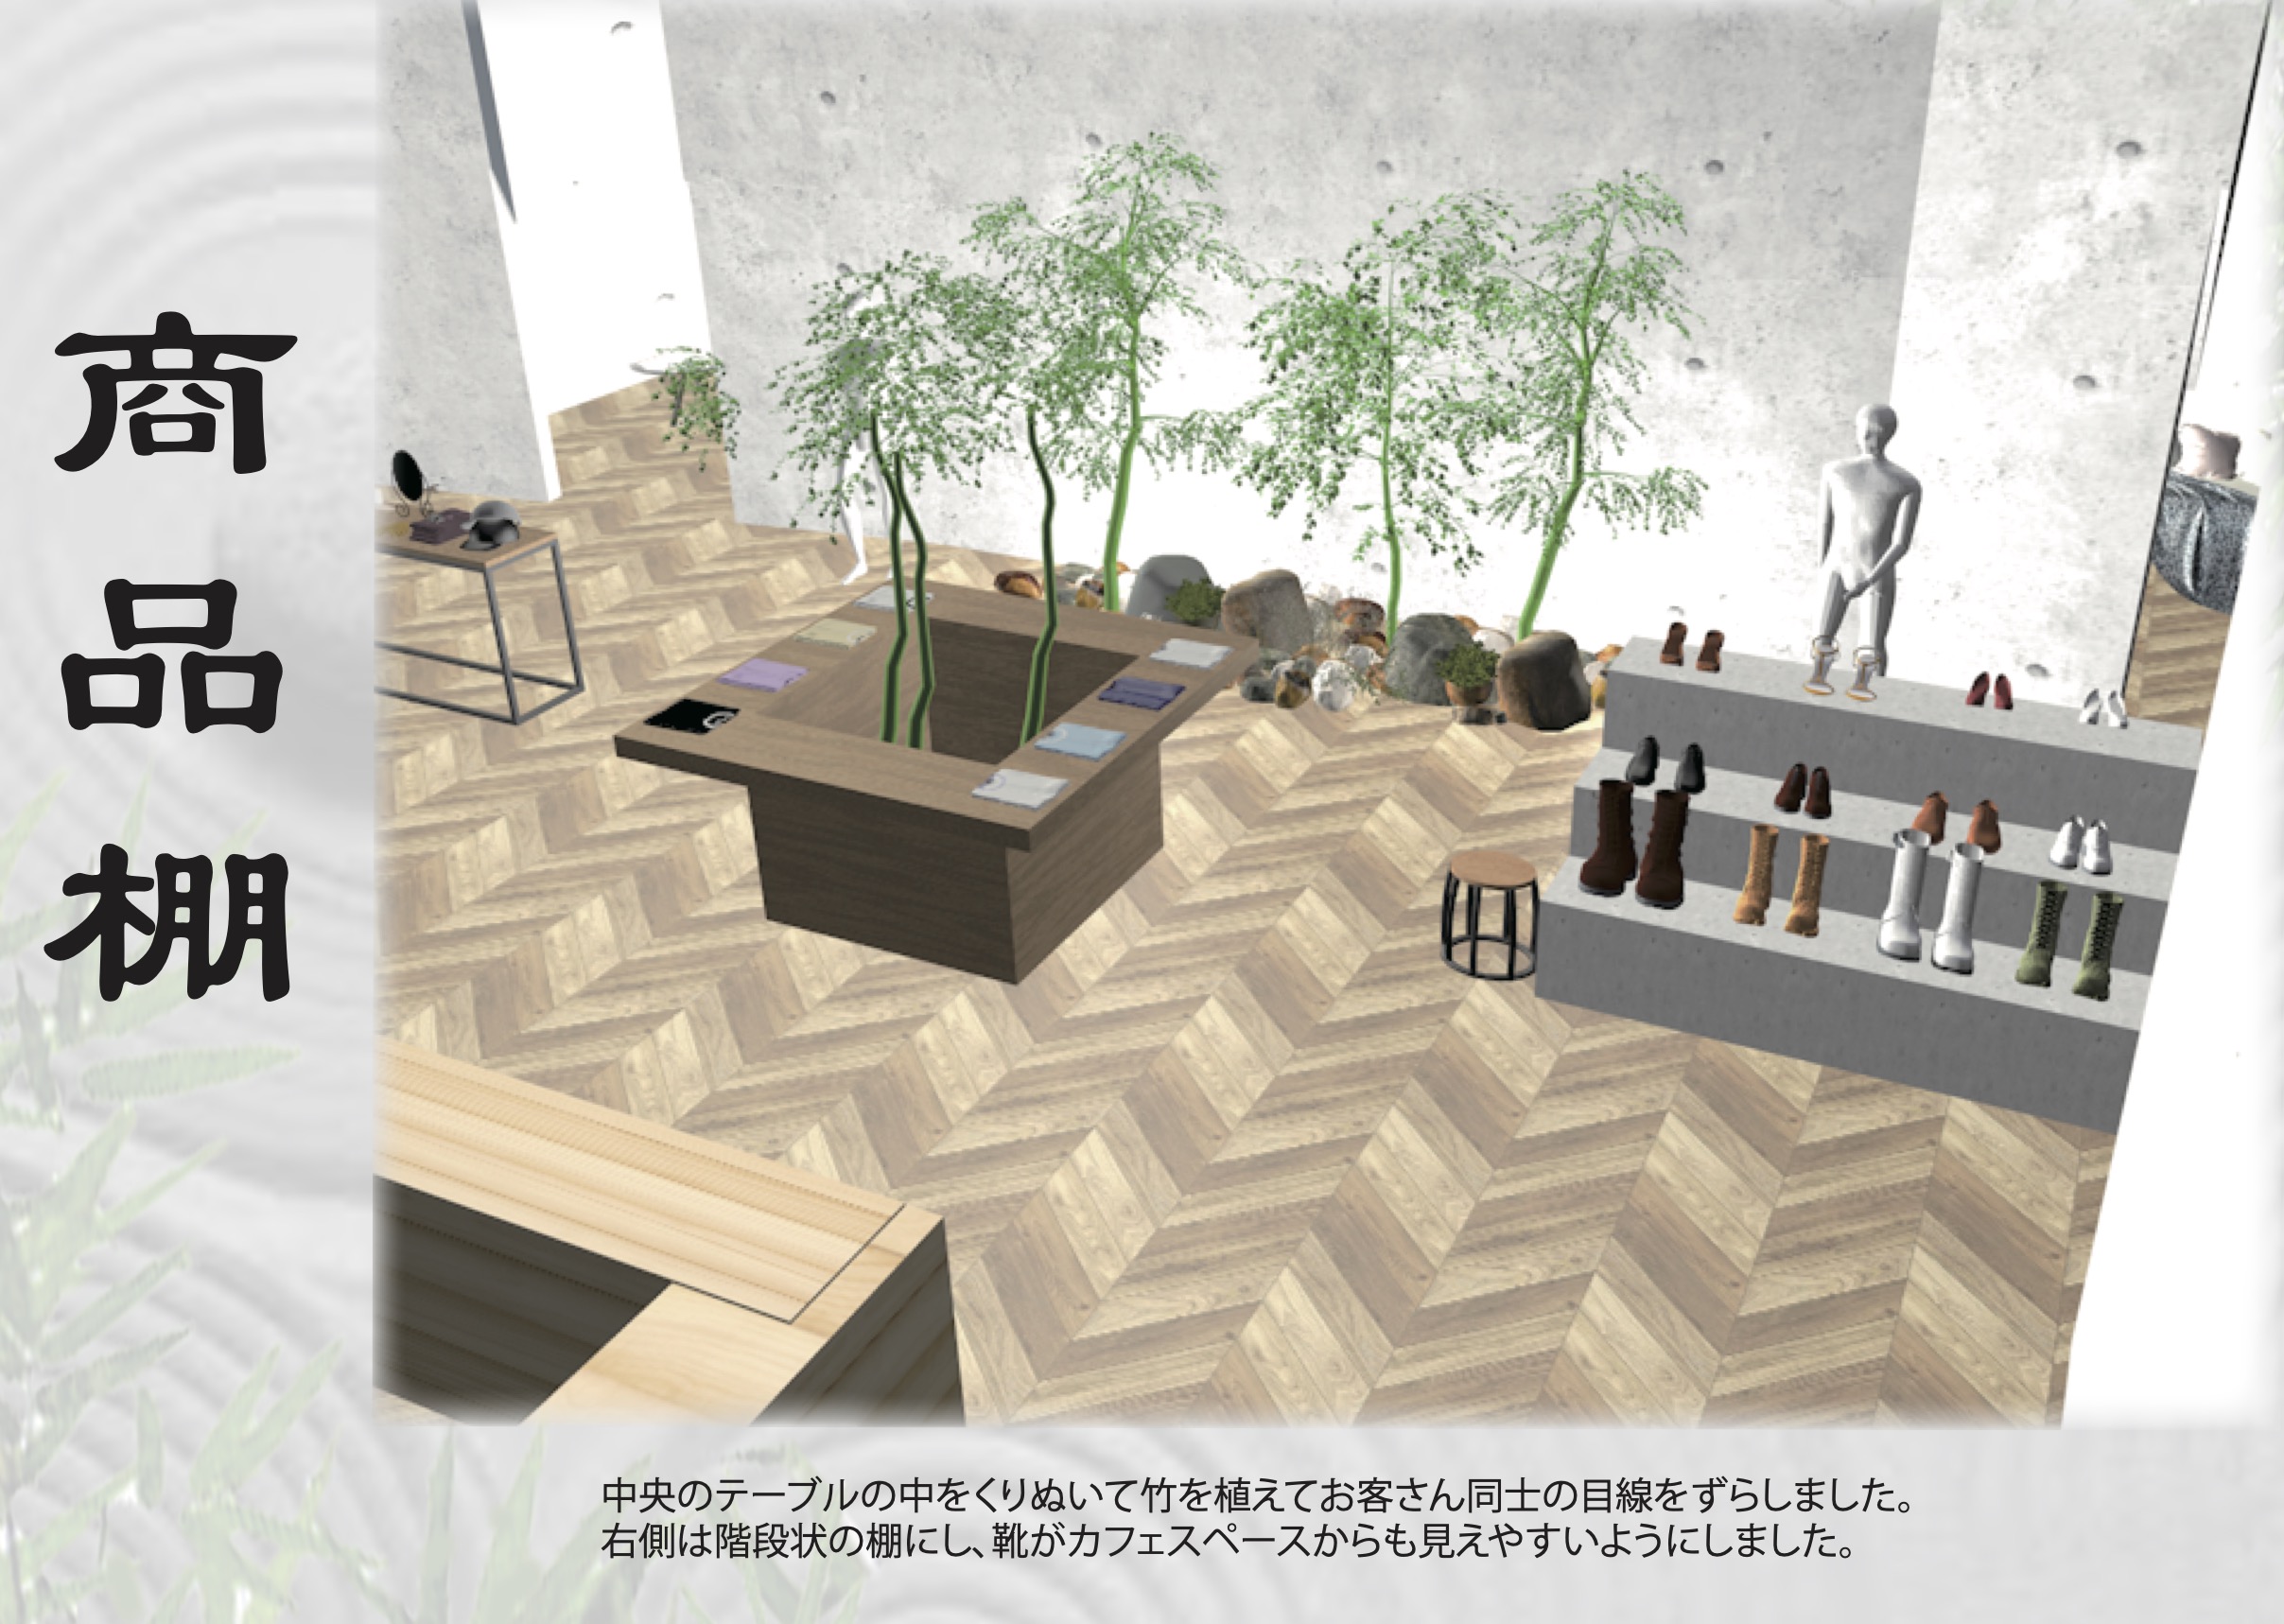 商品棚
中央のテーブルの中をくりぬいて竹を植えてお客さん同士の目線をずらしました。
右側は階段状の棚にし、靴がカフェスペースからも見えやすいようにしました。